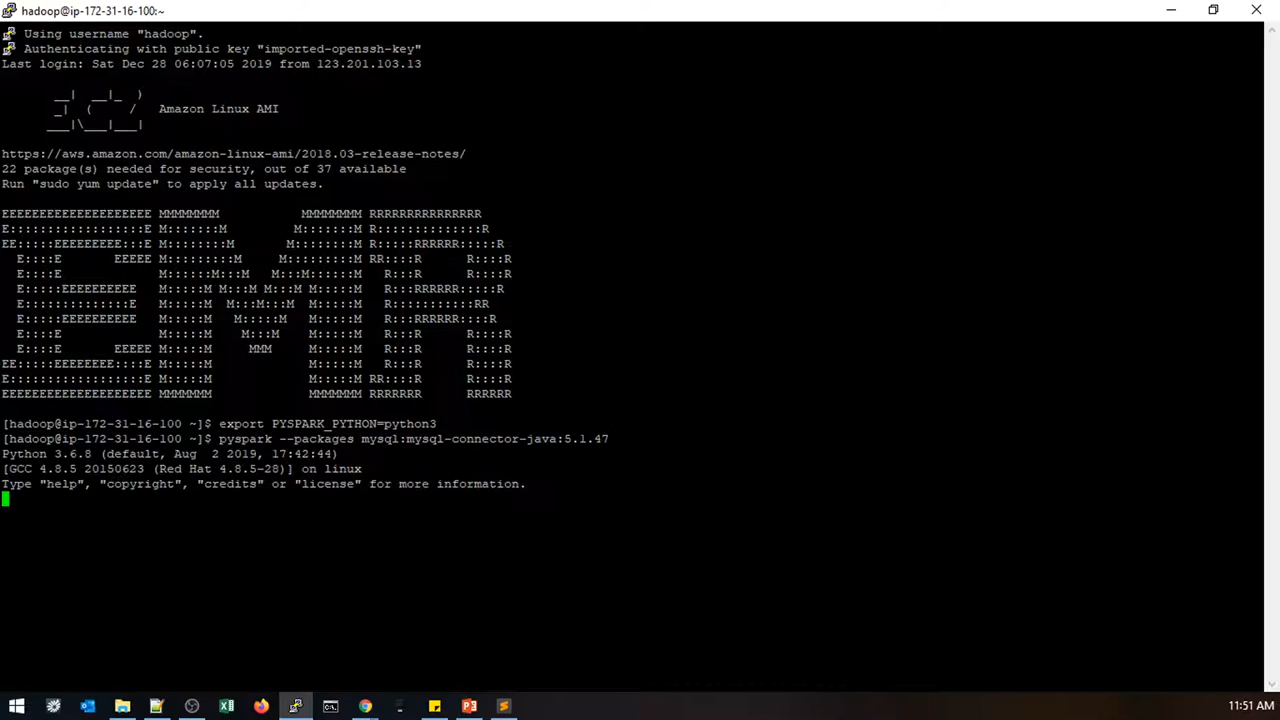 hadoop@ip-172-31-16-100:~
Using username "hadoop".
Authenticating with public key "imported-openssh-key"
Last login: Sat Dec 28 06:07:05 2019 from 123.201.103.13
__|  __|_  )
_|  (     /   Amazon Linux AMI
___|\___|___|
https://aws.amazon.com/amazon-linux-ami/2018.03-release-notes/
22 package(s) needed for security, out of 37 available
Run "sudo yum update" to apply all updates.
EEEEEEEEEEEEEEEEEEEE MMMMMMMM           MMMMMMMM RRRRRRRRRRRRRRR
E::::::::::::::::::E M:::::::M         M:::::::M R::::::::::::::R
EE:::::EEEEEEEEE:::E M::::::::M       M::::::::M R:::::RRRRRR:::::R
  E::::E       EEEEE M:::::::::M     M:::::::::M RR::::R      R::::R
  E::::E             M::::::M:::M   M:::M::::::M   R:::R      R::::R
  E:::::EEEEEEEEEE   M:::::M M:::M M:::M M:::::M   R:::RRRRRR:::::R
  E::::::::::::::E   M:::::M  M:::M:::M  M:::::M   R:::::::::::RR
  E:::::EEEEEEEEEE   M:::::M   M:::::M   M:::::M   R:::RRRRRR::::R
  E::::E             M:::::M    M:::M    M:::::M   R:::R      R::::R
  E::::E       EEEEE M:::::M     MMM     M:::::M   R:::R      R::::R
EE:::::EEEEEEEE::::E M:::::M             M:::::M   R:::R      R::::R
E::::::::::::::::::E M:::::M             M:::::M RR::::R      R::::R
EEEEEEEEEEEEEEEEEEEE MMMMMMM             MMMMMMM RRRRRRR      RRRRRR
[hadoop@ip-172-31-16-100 ~]$ export PYSPARK_PYTHON=python3
[hadoop@ip-172-31-16-100 ~]$ pyspark --packages mysql:mysql-connector-java:5.1.47
Python 3.6.8 (default, Aug  2 2019, 17:42:44)
[GCC 4.8.5 20150623 (Red Hat 4.8.5-28)] on linux
Type "help", "copyright", "credits" or "license" for more information.
11:51 AM